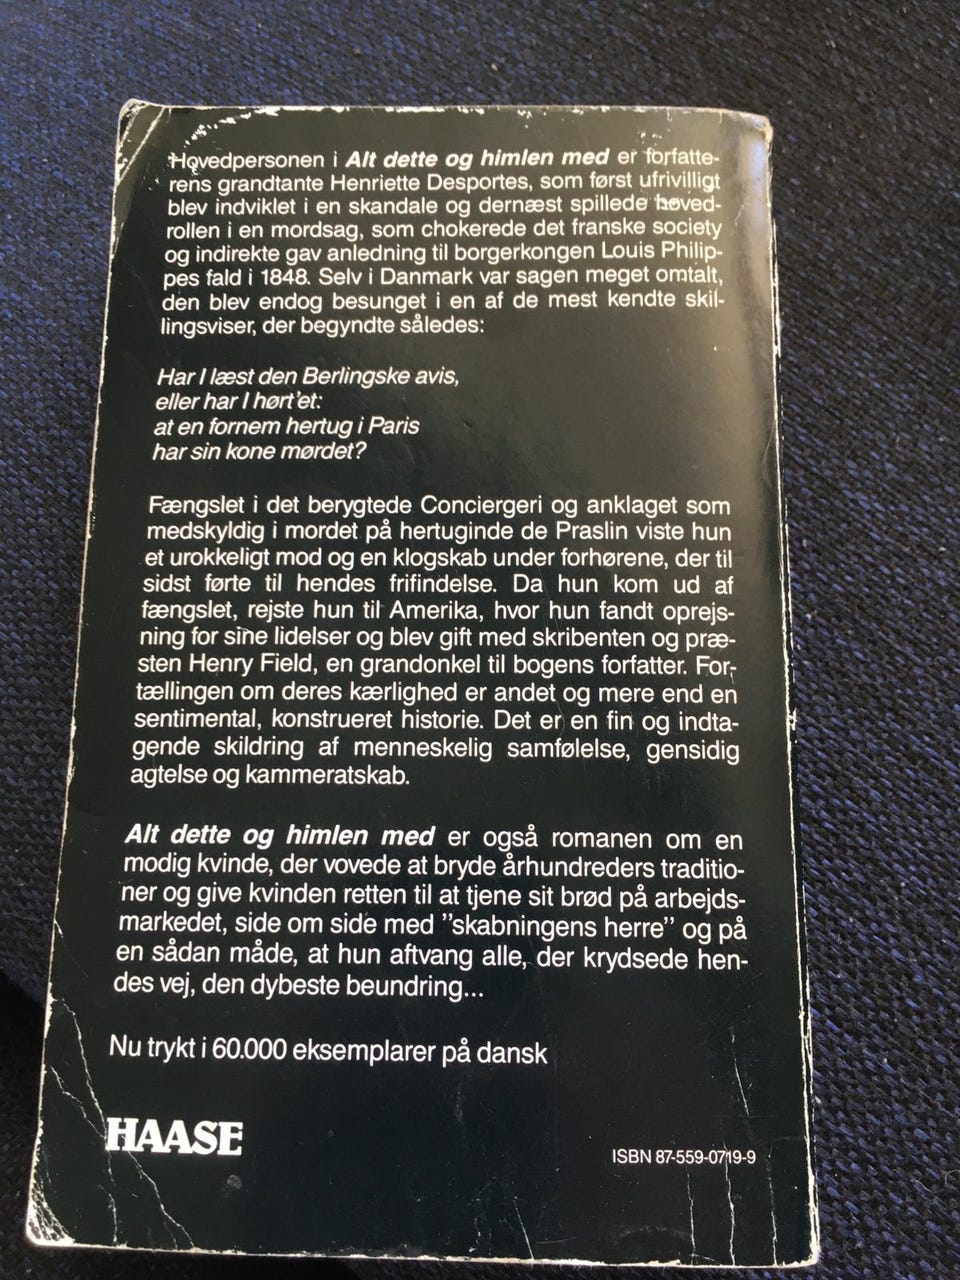 Hovedpersonen i Alt dette og himlen med er forfatte-
rens grandtante Henriette Desportes, som først ufrivilligt
blev indviklet i en skandale og dernæst spillede hoved-
rollen i en mordsag, som chokerede det franske society
og indirekte gav anledning til borgerkongen Louis Philip-
pes fald i 1848. Selv i Danmark var sagen meget omtalt,
den blev endog besunget i en af de mest kendte skil-
lingsviser, der begyndte således:
Har I læst den Berlingske avis,
eller har I hørt'et:
at en fornem hertug i Paris
har sin kone mørdet?
Fængslet i det berygtede Conciergeri og anklaget som
medskyldig i mordet på hertuginde de Praslin viste hun
et urokkeligt mod og en klogskab under forhørene, der til
sidst førte til hendes frifindelse. Da hun kom ud af
fængslet, rejste hun til Amerika, hvor hun fandt oprejs-
ning for sine lidelser og blev gift med skribenten og præ-
sten Henry Field, en grandonkel til bogens forfatter. For-
tællingen om deres kærlighed er andet og mere end en
sentimental, konstrueret historie. Det er en fin og indta-
gende skildring af menneskelig samfølelse, gensidig
agtelse og kammeratskab.
Alt dette og himlen med er også romanen om en
modig kvinde, der vovede at bryde århundreders traditio-
ner og give kvinden retten til at tjene sit brød på arbejds-
markedet, side om side med "skabningens herre" og på
en sådan måde, at hun aftvang alle, der krydsede hen-
des vej, den dybeste beundring...
Nu trykt i 60.000 eksemplarer på dansk
HAASE
ISBN 87-559-0719-9